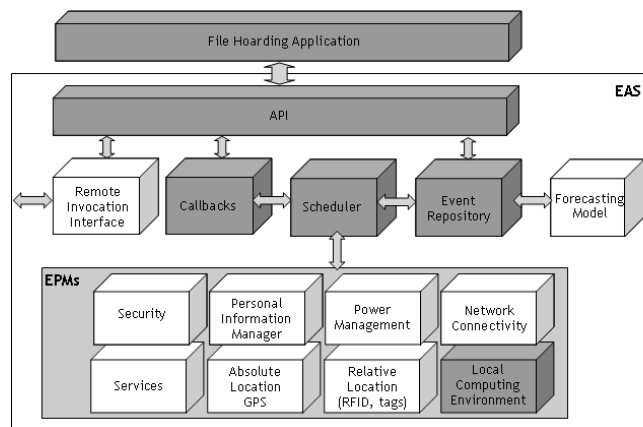 File Hoarding Application
EAS
API
Remote
Invocation
Interface
Callbacks
Scheduler
Event
Repository
Forecasting
Model
EPMs
Security
Personal
Information
Manager
Power
Management
Network
Connectivity
Services
Absolute
Location
GPS
Relative
Location
(RFID, tags)
Local
Computing
Environment